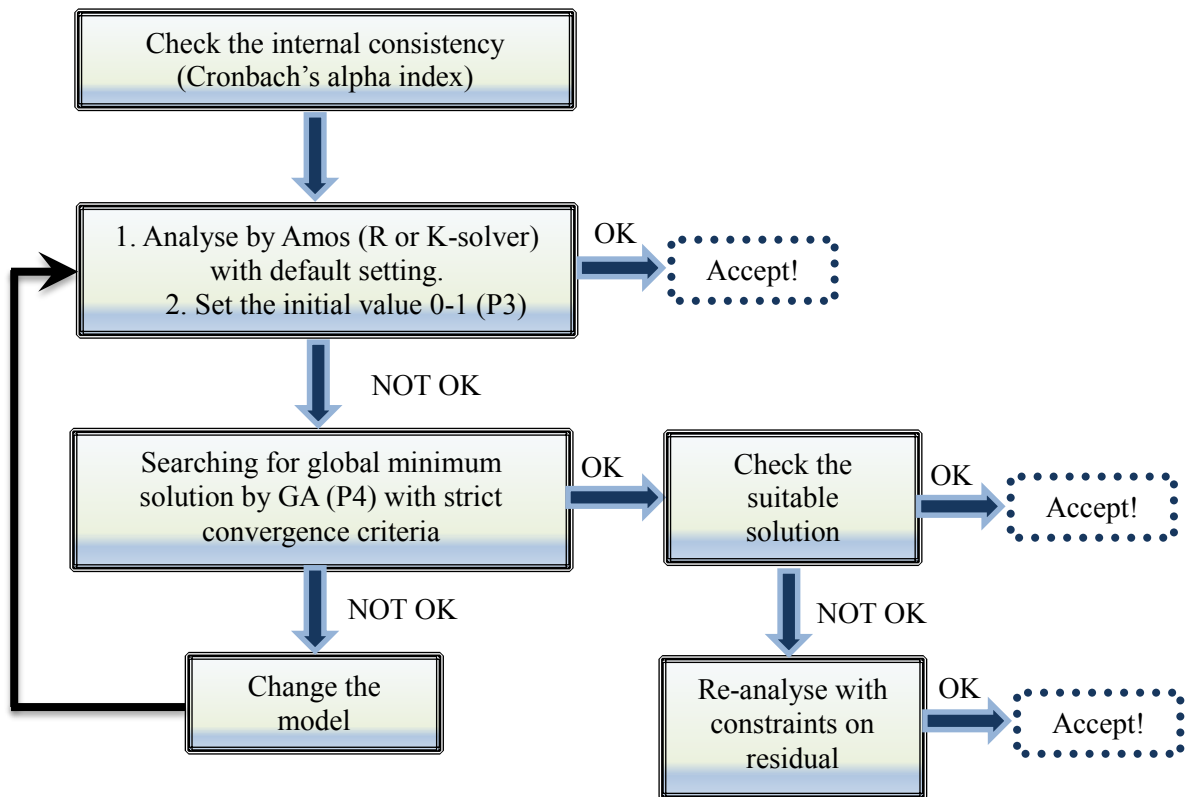 Check the internal consistency
(Cronbach’s alpha index)
1. Analyse by Amos (R or K-solver)
with default setting.
2. Set the initial value 0-1 (P3)
OK
Accept!
NOT OK
Searching for global minimum
solution by GA (P4) with strict
convergence criteria
OK
Check the
suitable
solution
OK
Accept!
NOT OK
NOT OK
Change the
model
Re-analyse with
constraints on
residual
OK
Accept!